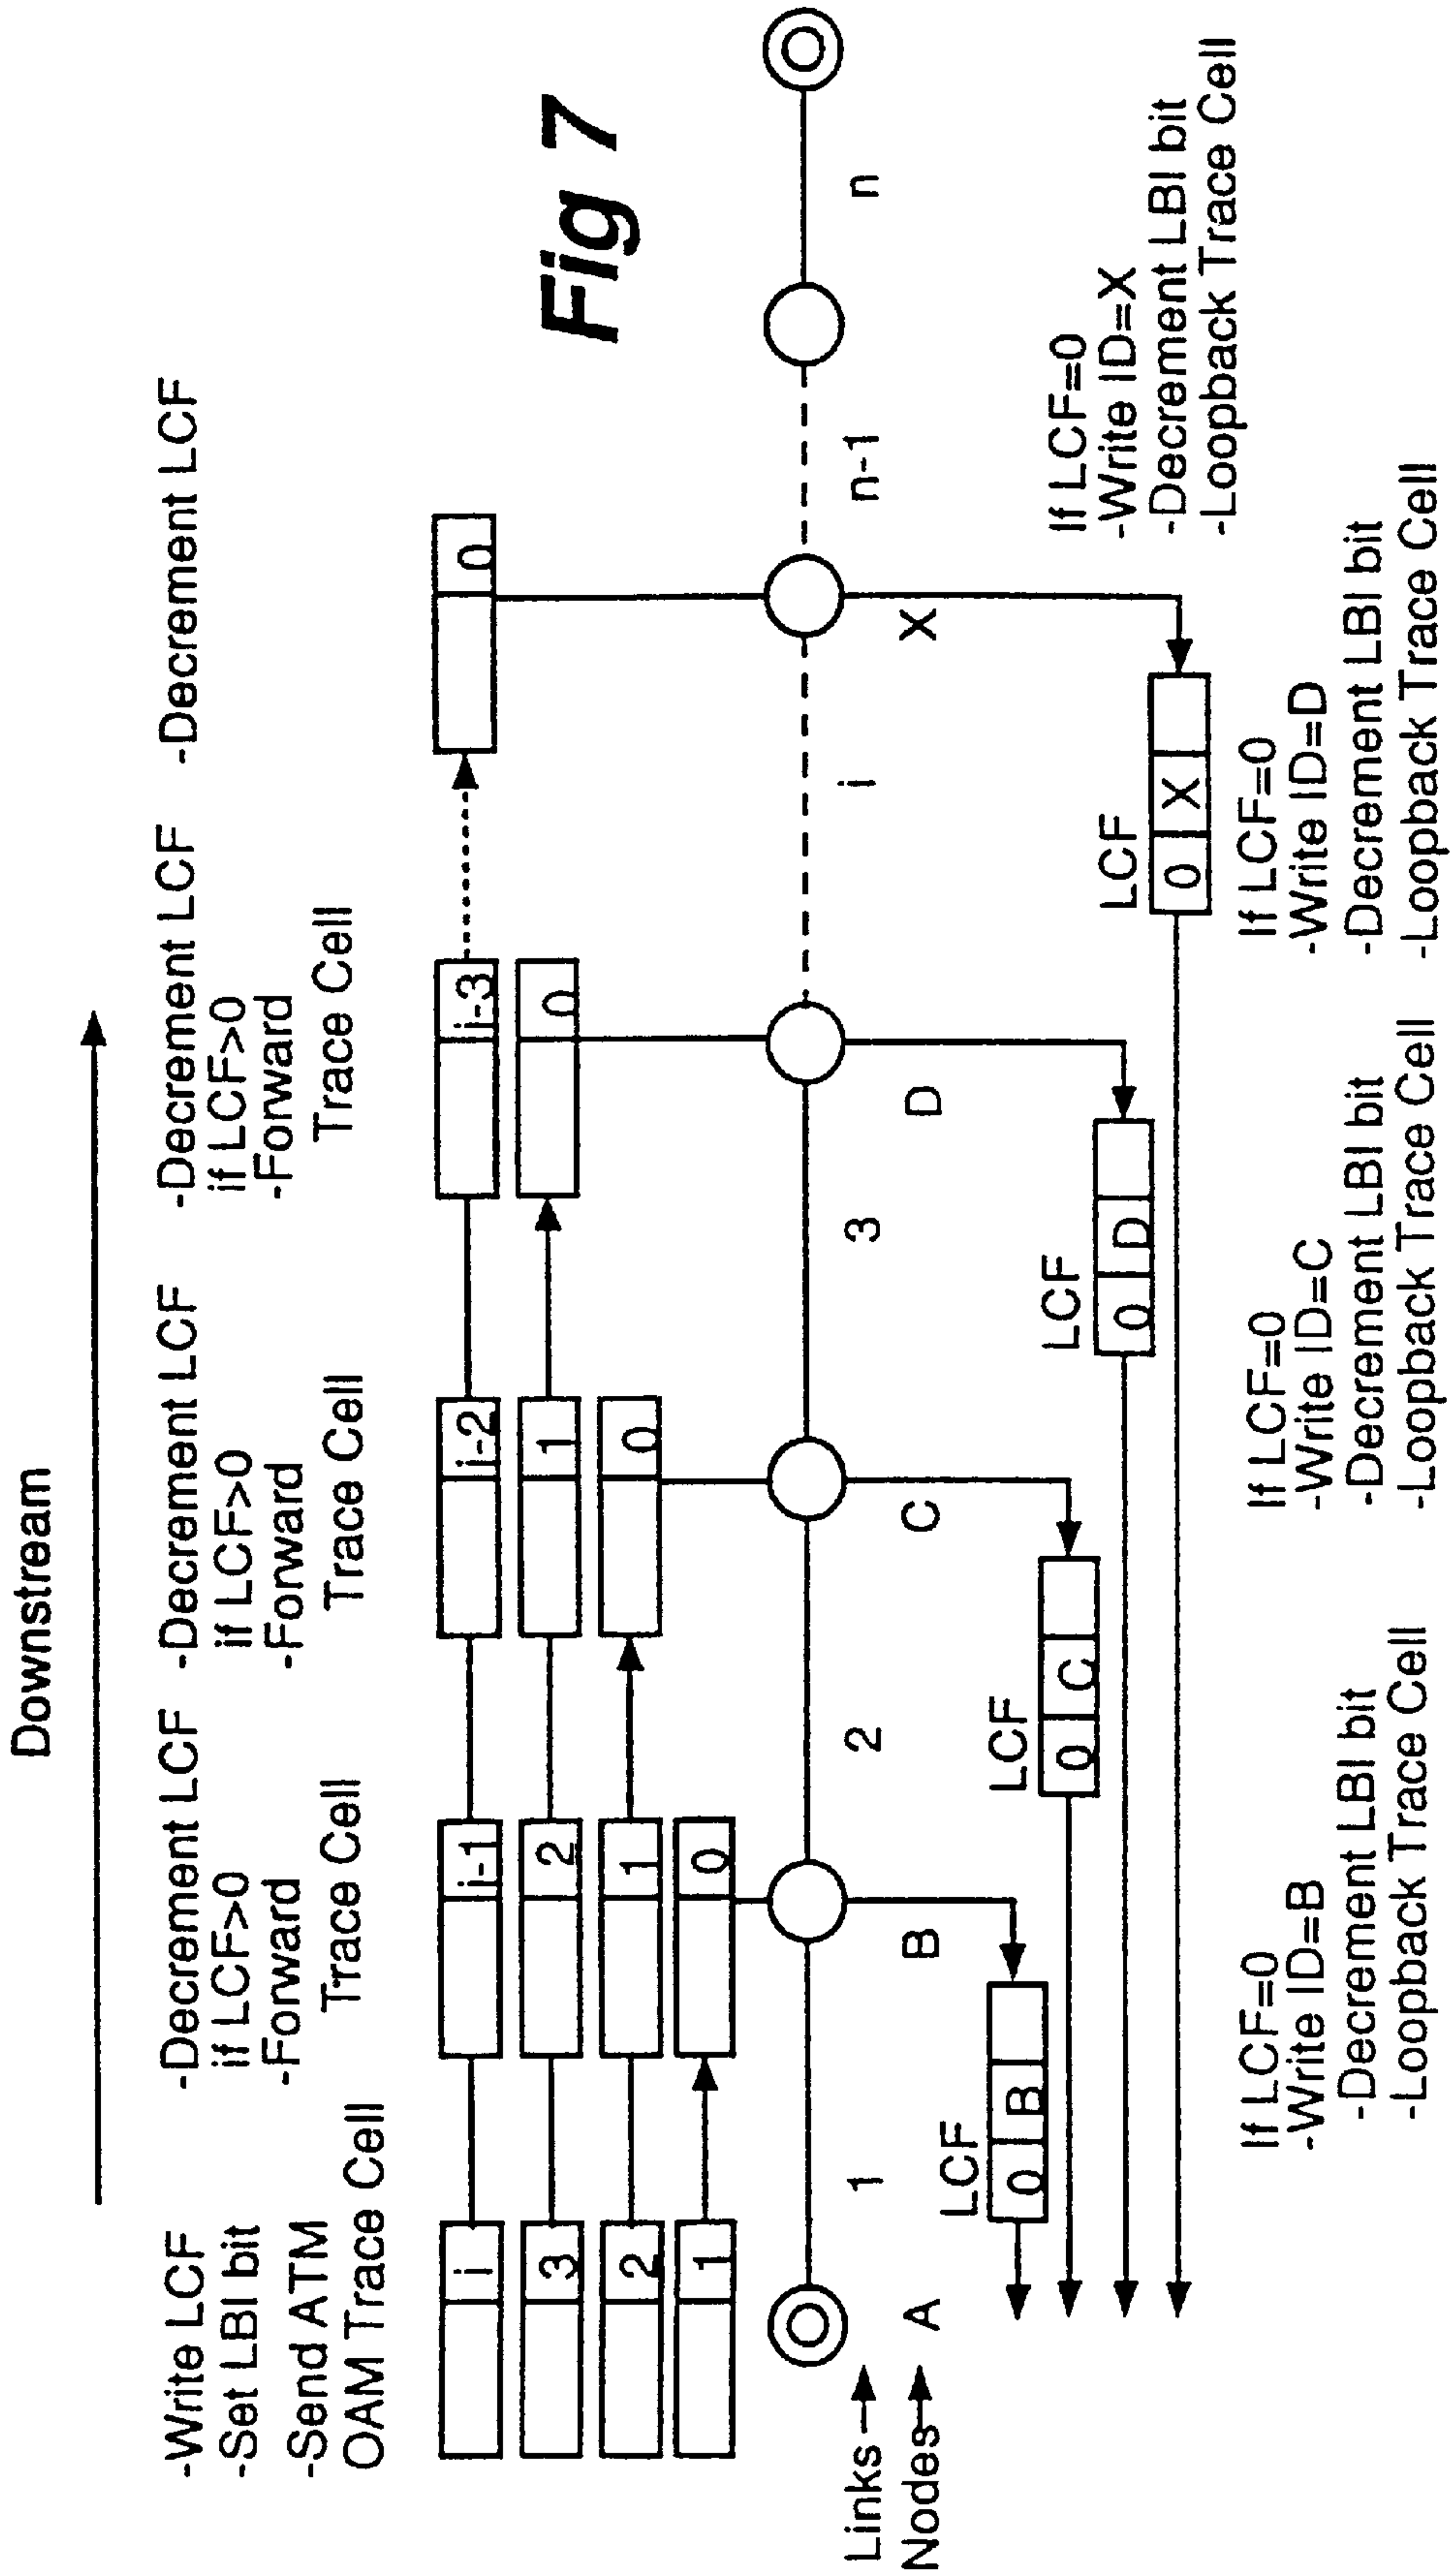 Downstream
-Write LCF
-Set LBI bit
-Send ATM
OAM Trace Cell
-Decrement LCF
if LCF>0
-Forward
Trace Cell
-Decrement LCF
if LCF>0
-Forward
Trace Cell
-Decrement LCF
if LCF>0
-Forward
Trace Cell
-Decrement LCF
i
i-1
i-2
i-3
0
3
2
1
0
2
1
0
1
0
Fig 7
Links
1
2
3
i
n-1
n
Nodes
A
B
C
D
X
LCF
0 B
LCF
0 C
LCF
0 D
LCF
0 X
If LCF=0
-Write ID=B
-Decrement LBI bit
-Loopback Trace Cell
If LCF=0
-Write ID=C
-Decrement LBI bit
-Loopback Trace Cell
If LCF=0
-Write ID=D
-Decrement LBI bit
-Loopback Trace Cell
If LCF=0
-Write ID=X
-Decrement LBI bit
-Loopback Trace Cell